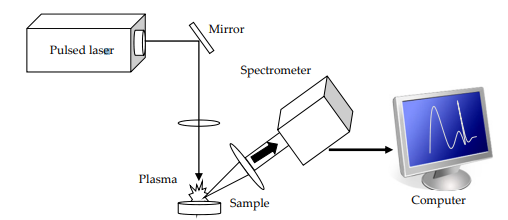 Mirror
Pulsed laser
Spectrometer
Plasma
Sample
Computer